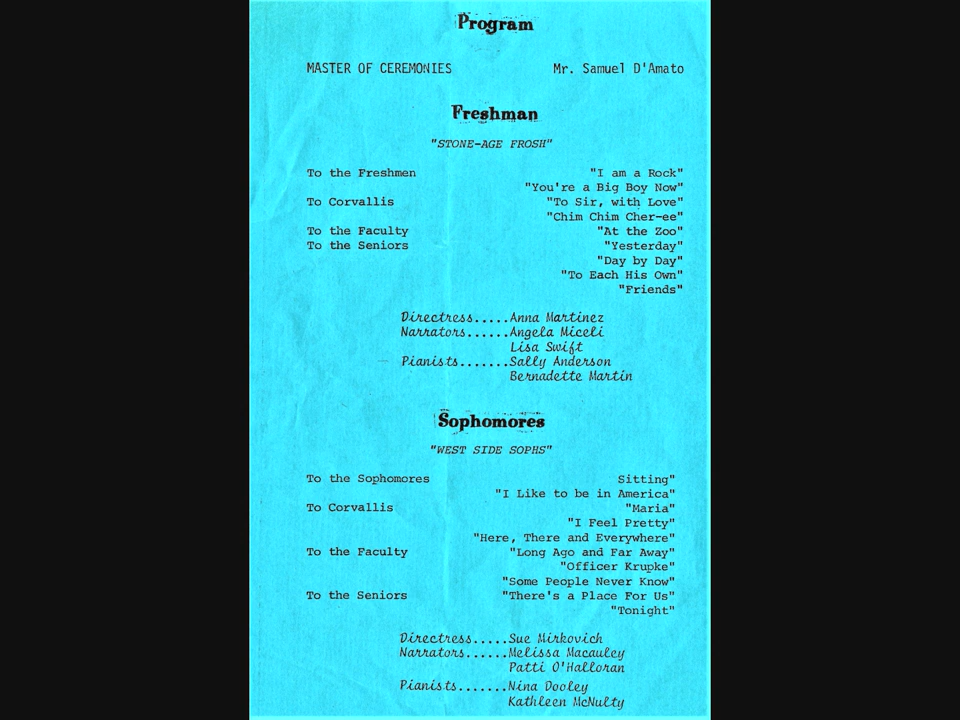 Program
MASTER OF CEREMONIES Mr. Samuel D'Amato
Freshman
"STONE-AGE FROSH"
To the Freshmen "I am a Rock"
"You're a Big Boy Now"
To Corvallis "To Sir, with Love"
"Chim Chim Cher-ee"
To the Faculty "At the Zoo"
To the Seniors "Yesterday"
"Day by Day"
"To Each His Own"
"Friends"
Directress.....Anna Martinez
Narrators......Angela Miceli
Lisa Swift
Pianists.......Sally Anderson
Bernadette Martin
Sophomores
"WEST SIDE SOPHS"
To the Sophomores Sitting"
"I Like to be in America"
To Corvallis "Maria"
"I Feel Pretty"
"Here, There and Everywhere"
To the Faculty "Long Ago and Far Away"
"Officer Krupke"
"Some People Never Know"
To the Seniors "There's a Place For Us"
"Tonight"
Directress.....Sue Mirkovich
Narrators......Melissa Macauley
Patti O'Halloran
Pianists.......Nina Dooley
Kathleen McNulty